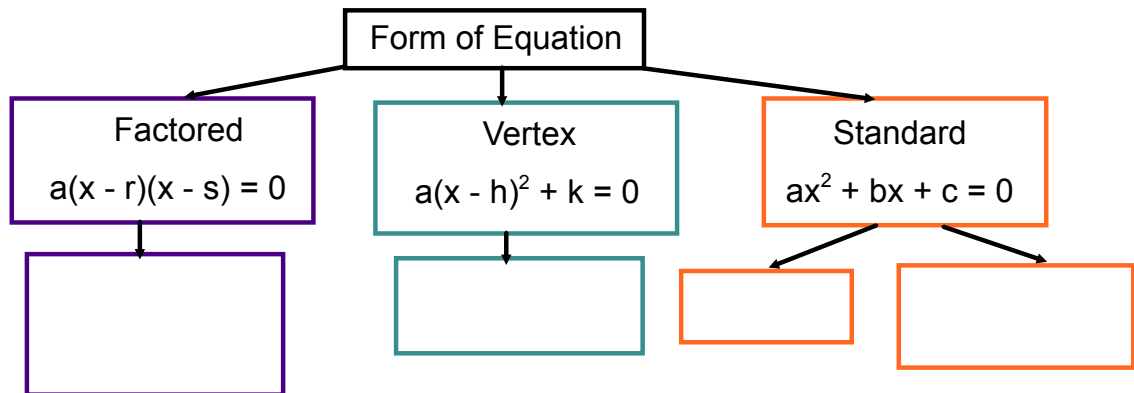 Form of Equation
Factored
a(x - r)(x - s) = 0
Vertex
a(x - h)² + k = 0
Standard
ax² + bx + c = 0